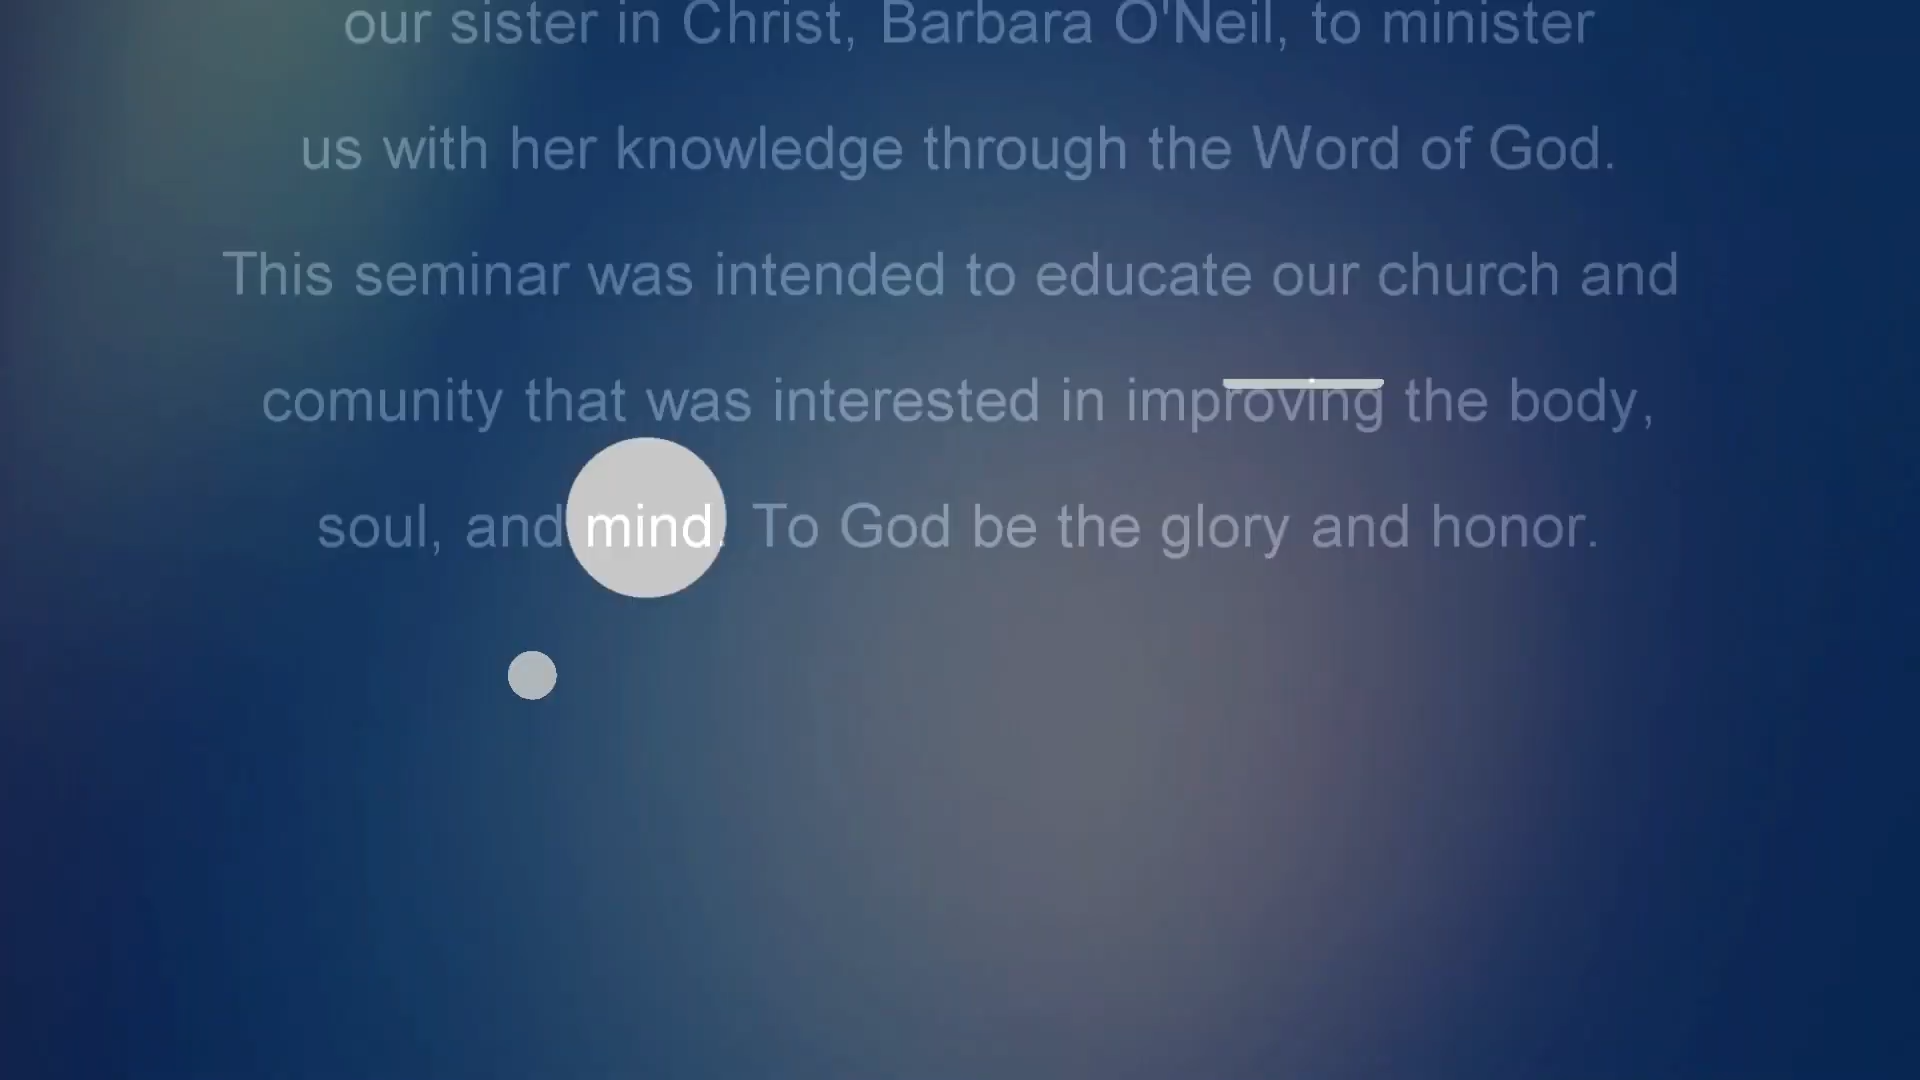 our sister in Christ, Barbara O'Neil, to minister
us with her knowledge through the Word of God.
This seminar was intended to educate our church and
comunity that was interested in improving the body,
soul, and mind. To God be the glory and honor.